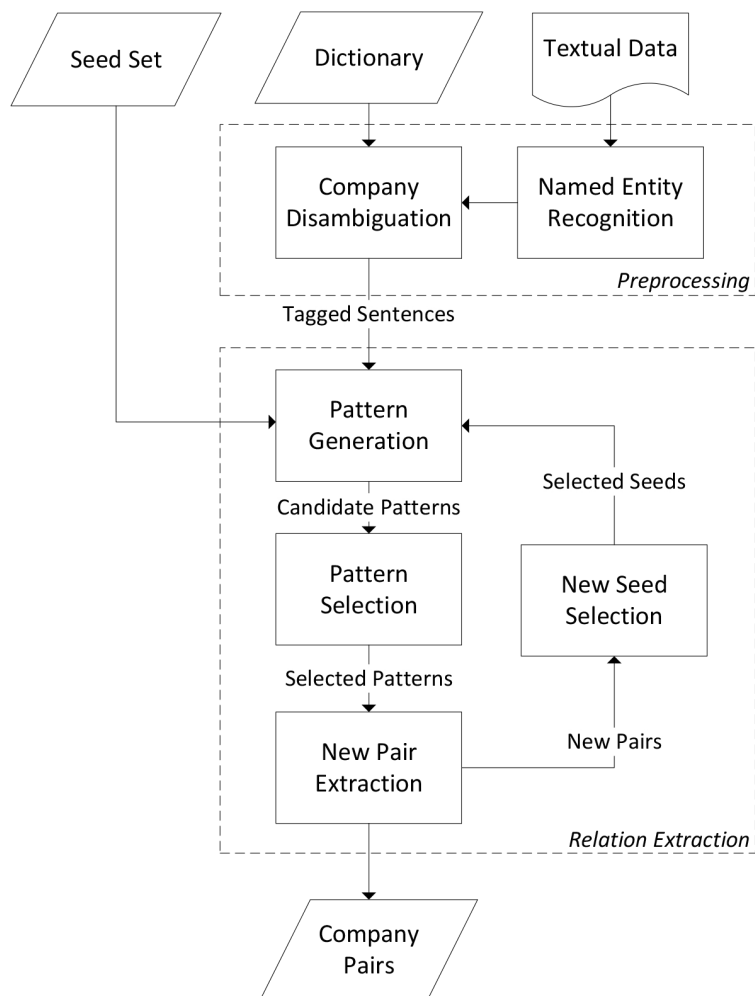 Seed Set
Dictionary
Textual Data
Company
Disambiguation
Named Entity
Recognition
Preprocessing
Tagged Sentences
Pattern
Generation
Selected Seeds
Candidate Patterns
Pattern
Selection
New Seed
Selection
Selected Patterns
New Pairs
New Pair
Extraction
Relation Extraction
Company
Pairs